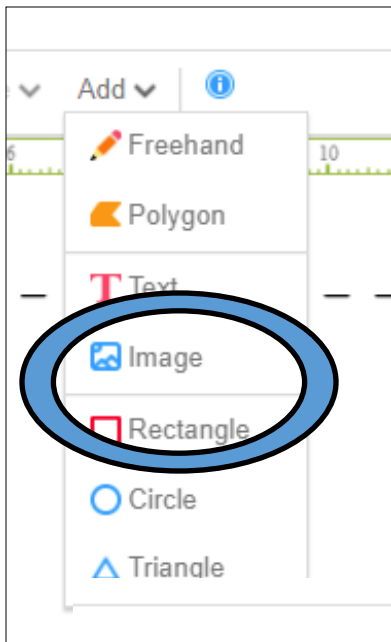 Add
6
Freehand
10
Polygon
T Text
Image
Rectangle
Circle
Triangle